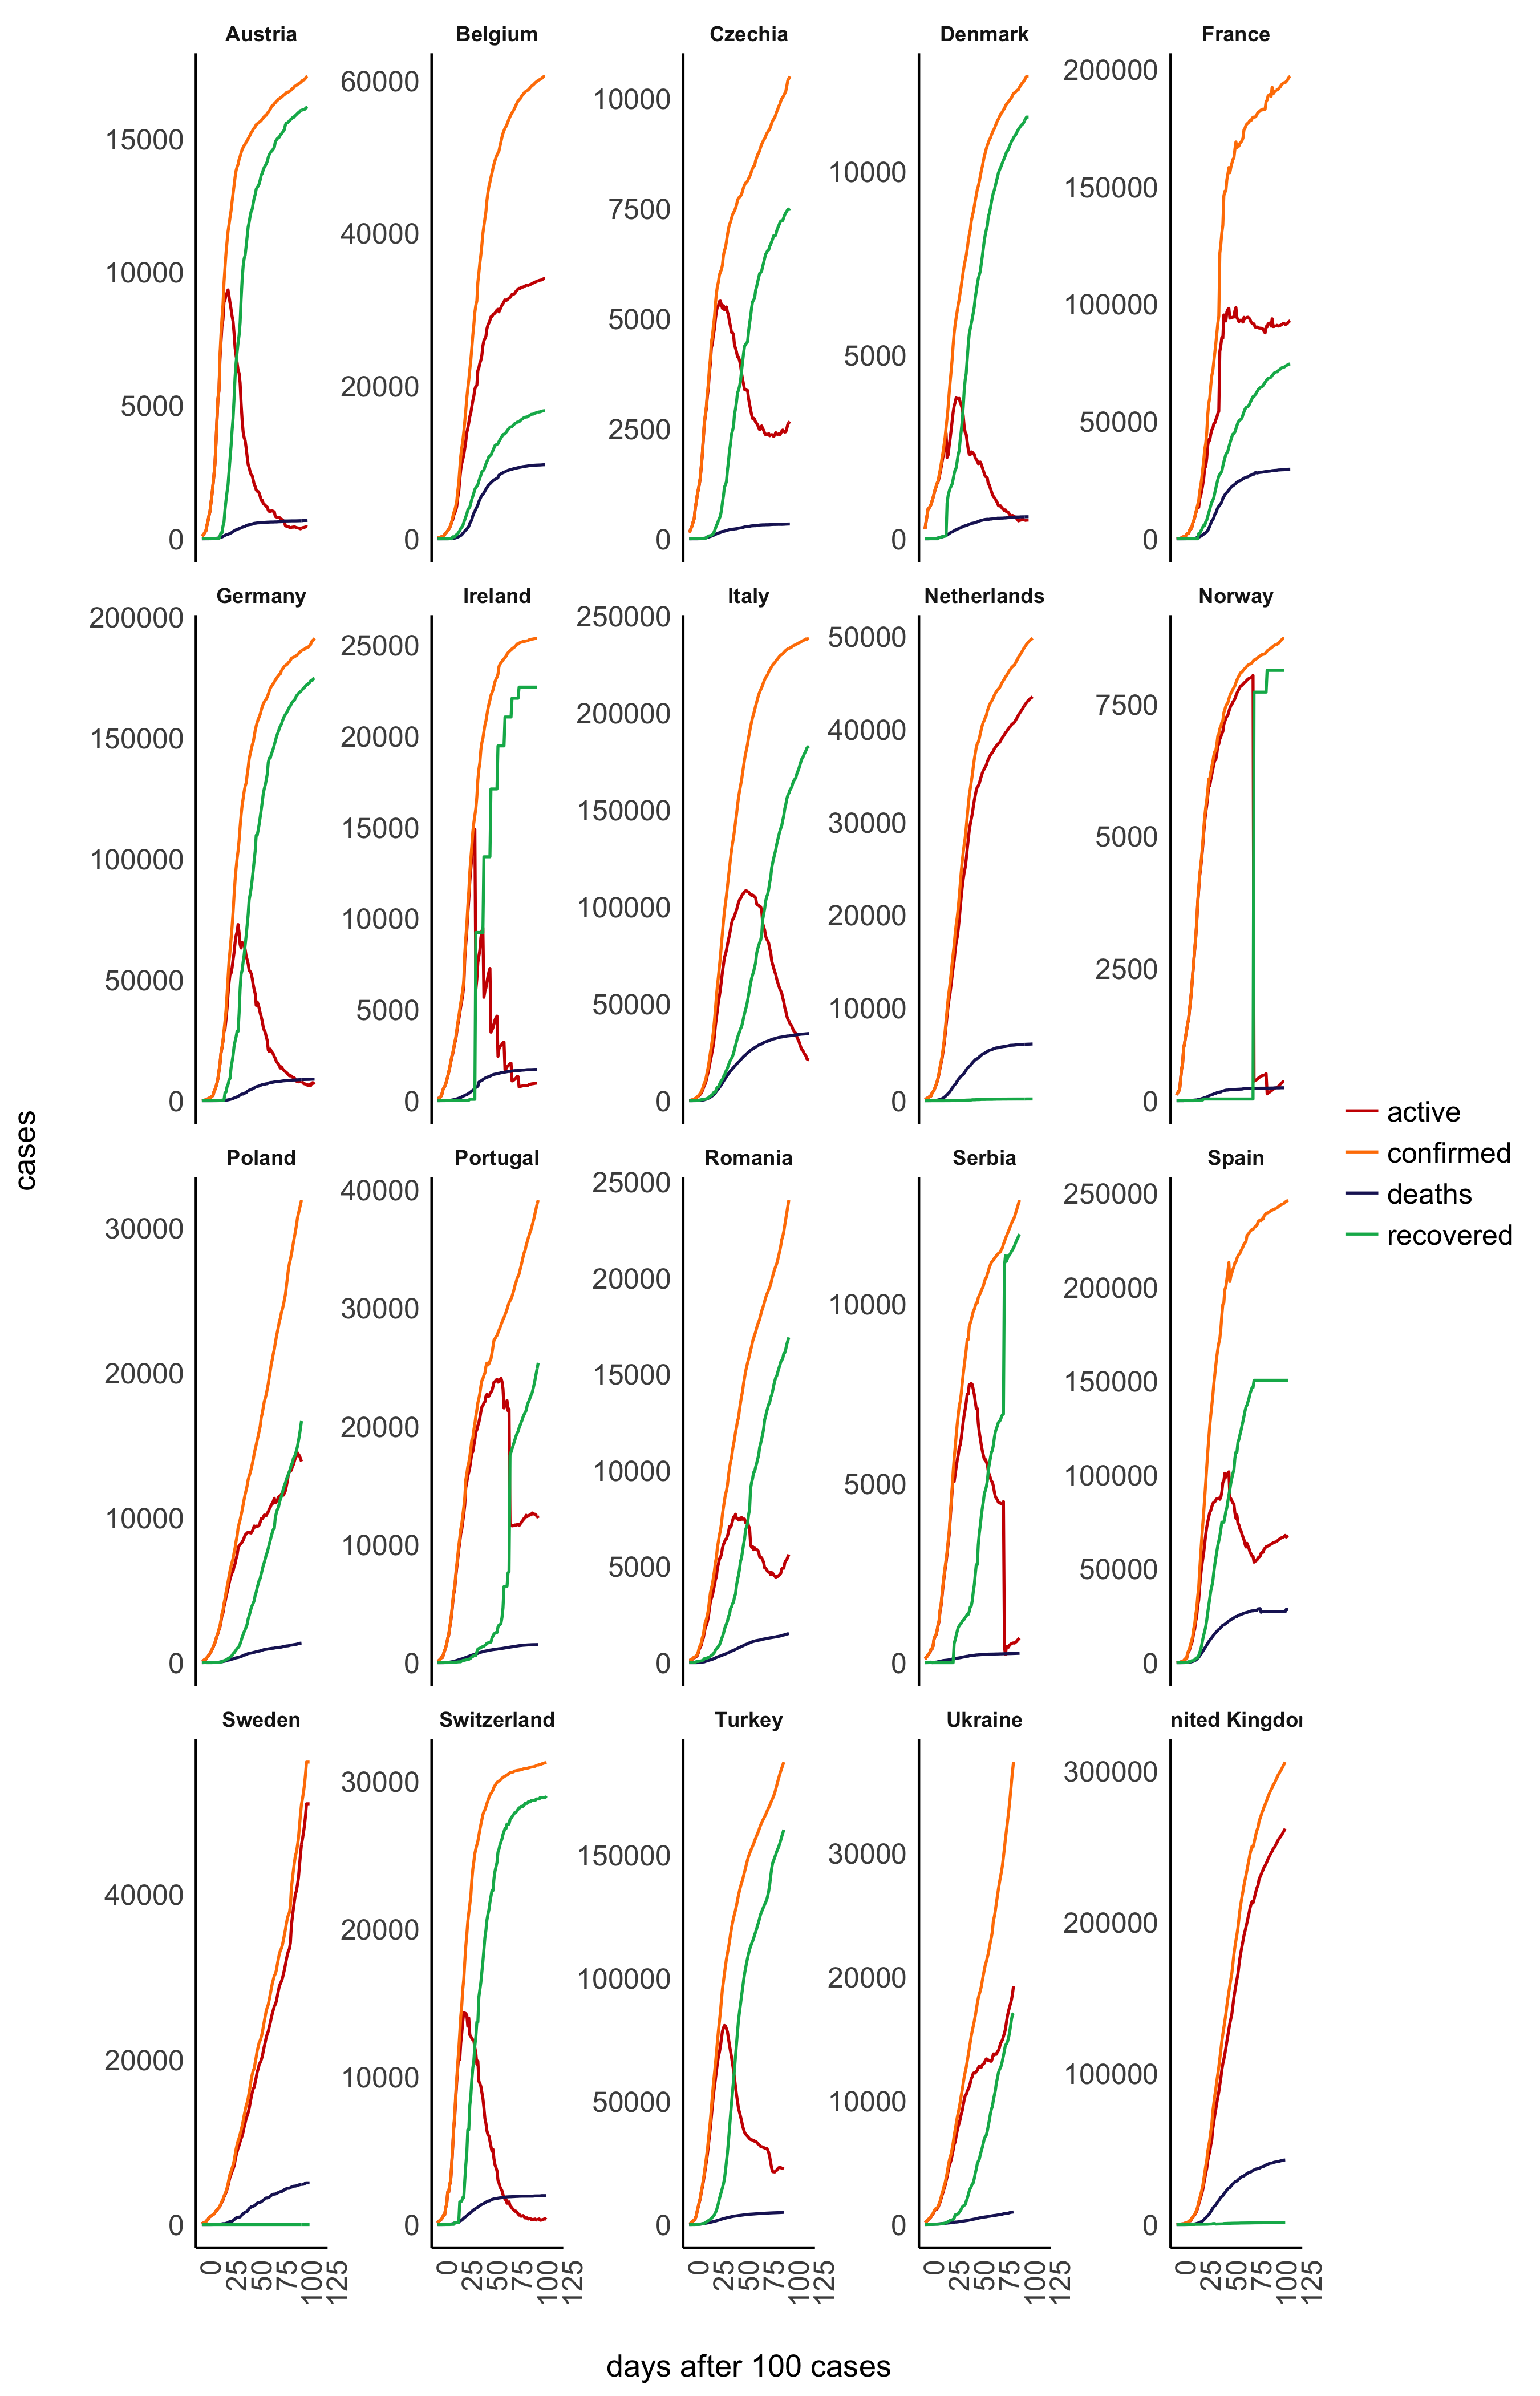 Austria Belgium Czechia Denmark France
60000 10000 200000
15000 10000 150000
40000 7500
10000 5000 100000
20000 5000
5000 2500 50000
0 0 0 0 0
Germany Ireland Italy Netherlands Norway
200000 25000 250000 50000
150000 20000 200000 40000 7500
15000 150000 30000
100000 5000
10000 100000 20000
50000 5000 50000 10000 2500
0 0 0 0 0
cases
active
confirmed
deaths
recovered
Poland Portugal Romania Serbia Spain
40000 25000 250000
30000 30000 20000 10000 200000
20000 20000 15000 150000
10000 5000 100000
10000 10000 5000 50000
0 0 0 0 0
Sweden Switzerland Turkey Ukraine nited Kingdo
30000 300000
40000 150000 30000
20000 200000
100000 20000
20000 10000 100000
50000 10000
0 0 0 0 0
0 25 50 75 100 125 0 25 50 75 100 125 0 25 50 75 100 125 0 25 50 75 100 125 0 25 50 75 100 125
days after 100 cases